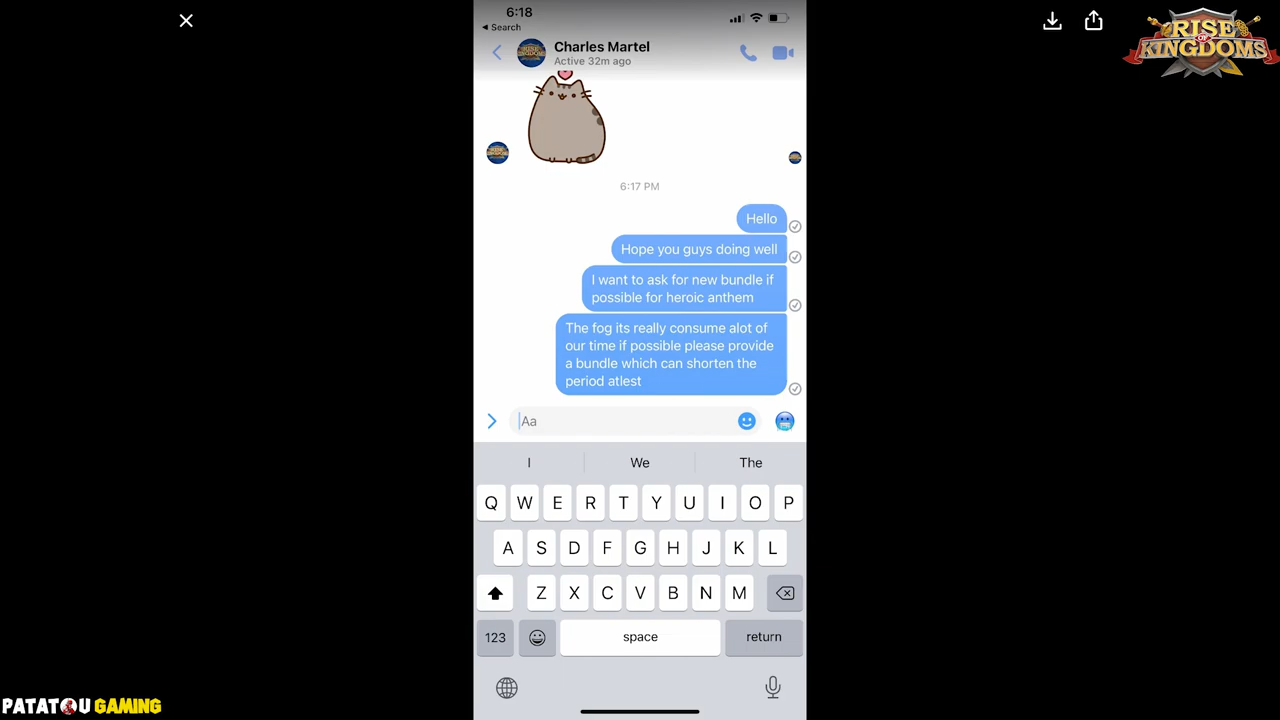 6:18
Search
Charles Martel
Active 32m ago
RISE
OF
KINGDOMS
6:17 PM
Hello
Hope you guys doing well
I want to ask for new bundle if
possible for heroic anthem
The fog its really consume alot of
our time if possible please provide
a bundle which can shorten the
period atlest
Aa
I We The
Q W E R T Y U I O P
A S D F G H J K L
Z X C V B N M
123 space return
PATATOU GAMING